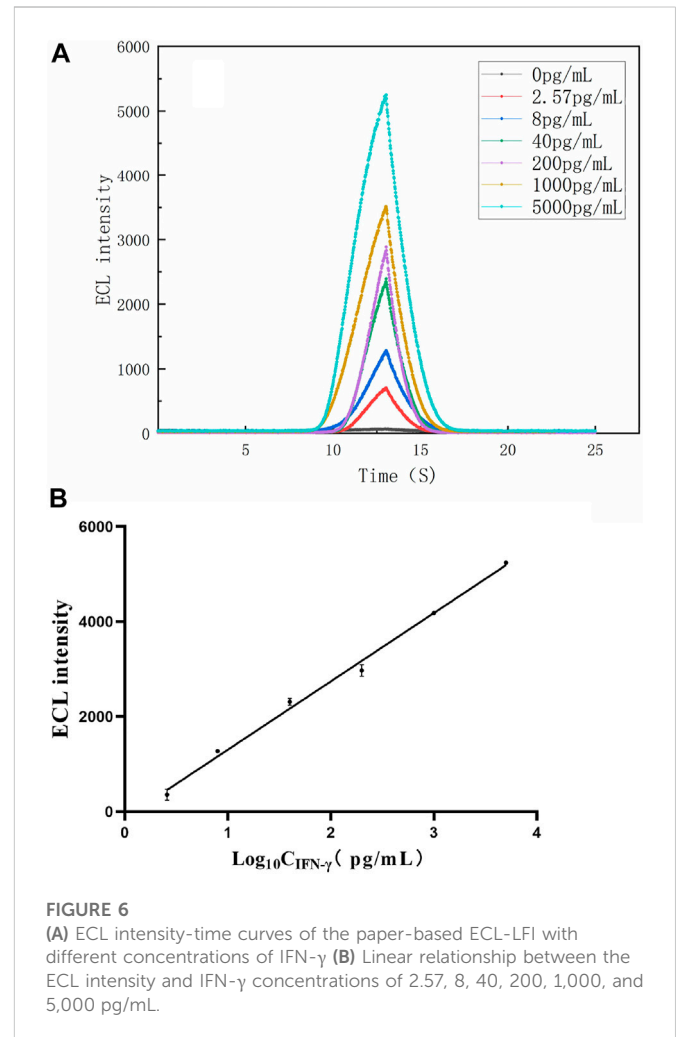 A
6000
5000
4000
3000
2000
1000
0
ECL intensity
0pg/mL
2.57pg/mL
8pg/mL
40pg/mL
200pg/mL
1000pg/mL
5000pg/mL
5
10
15
20
25
Time (S)
B
6000
4000
2000
0
ECL intensity
0
1
2
3
4
Log₁₀C_IFN-γ( pg/mL)
FIGURE 6
(A) ECL intensity-time curves of the paper-based ECL-LFI with
different concentrations of IFN-γ (B) Linear relationship between the
ECL intensity and IFN-γ concentrations of 2.57, 8, 40, 200, 1,000, and
5,000 pg/mL.